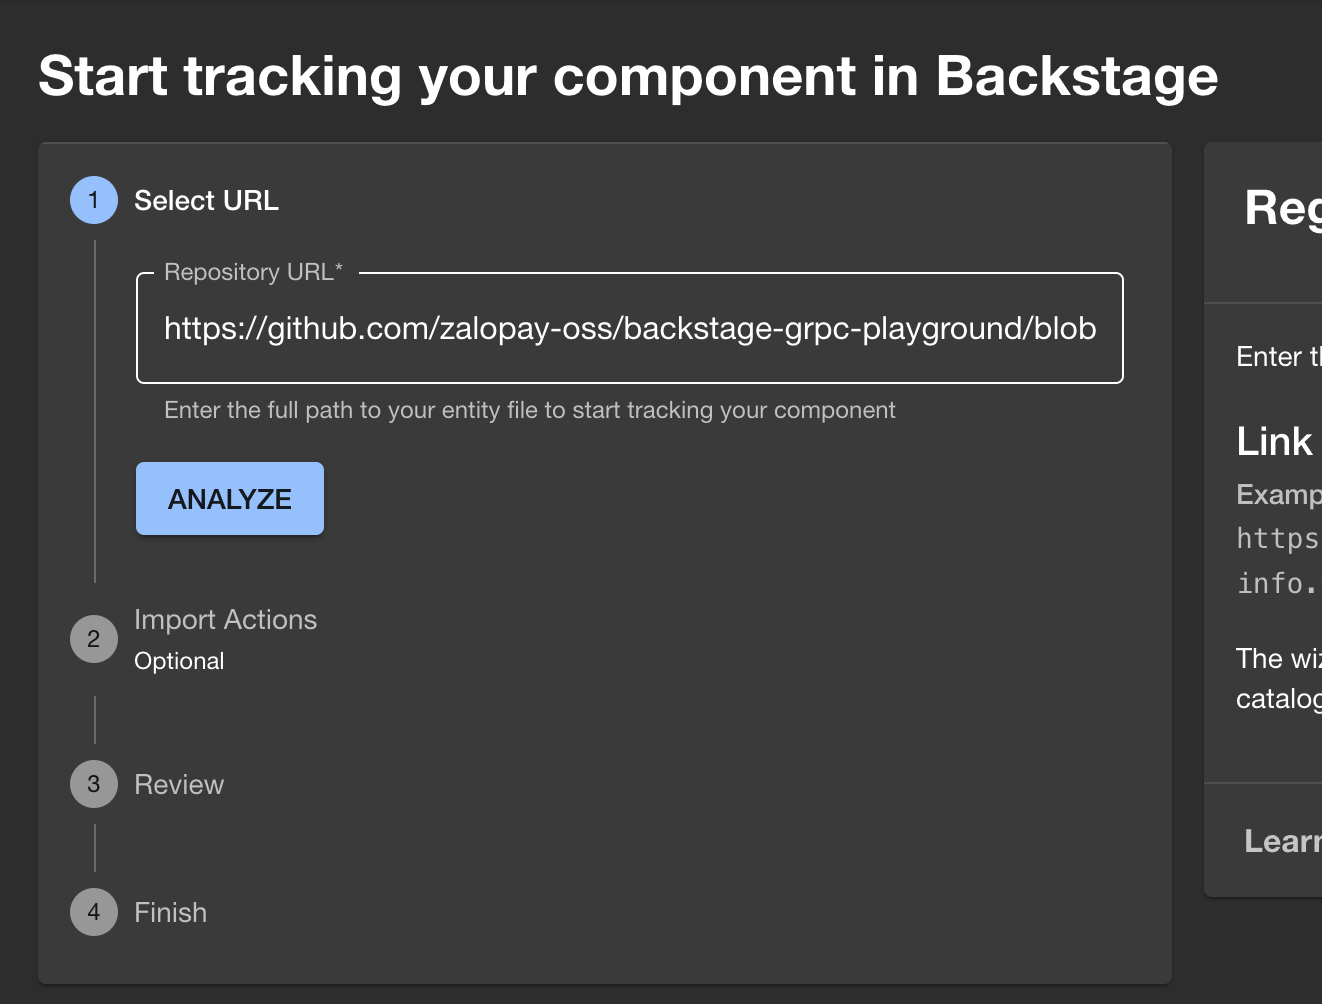 Start tracking your component in Backstage
1 Select URL
Repository URL*
https://github.com/zalopay-oss/backstage-grpc-playground/blob
Enter the full path to your entity file to start tracking your component
ANALYZE
2 Import Actions
Optional
3 Review
4 Finish
Reg
Enter th
Link
Examp
https
info.
The wiz
catalog
Learn